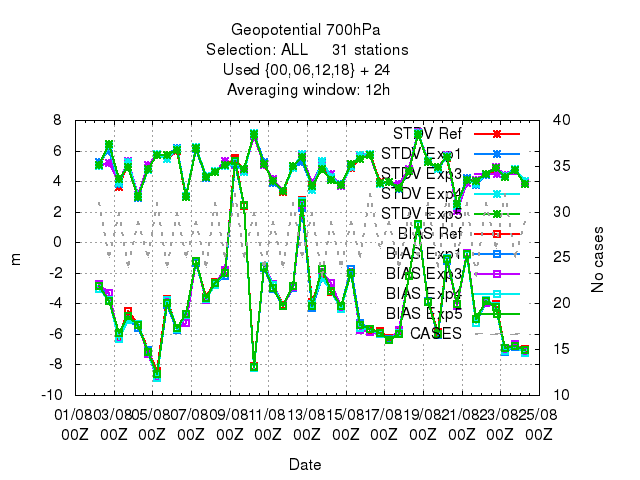 Geopotential 700hPa
Selection: ALL 31 stations
Used {00,06,12,18} + 24
Averaging window: 12h
8
6
4
2
0
-2
-4
-6
-8
-10
m
40
35
30
25
20
15
10
No cases
STDV Ref
STDV Exp1
STDV Exp3
STDV Exp4
STDV Exp5
BIAS Ref
BIAS Exp1
BIAS Exp3
BIAS Exp4
BIAS Exp5
CASES
01/08 03/08 05/08 07/08 09/08 11/08 13/08 15/08 17/08 19/08 21/08 23/08 25/08
00Z 00Z 00Z 00Z 00Z 00Z 00Z 00Z 00Z 00Z 00Z 00Z 00Z
Date